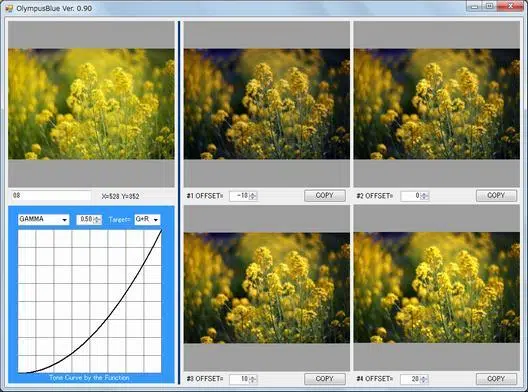 OlympusBlue Ver. 0.90
08 X=528 Y=352
#1 OFFSET= -10 COPY
#2 OFFSET= 0 COPY
GAMMA 0.50 Target= G+R
Tone Curve by the Function
#3 OFFSET= 10 COPY
#4 OFFSET= 20 COPY